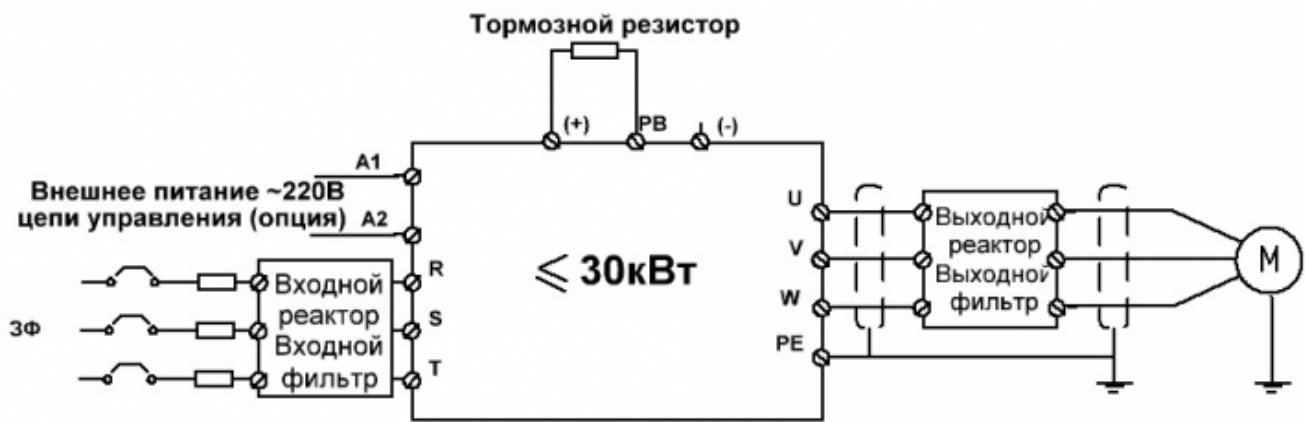 Тормозной резистор
(+)
PB
(-)
A1
Внешнее питание ~220В
цепи управления (опция)
A2
R
S
T
3Ф
Входной
реактор
Входной
фильтр
≤ 30кВт
U
V
W
PE
Выходной
реактор
Выходной
фильтр
M